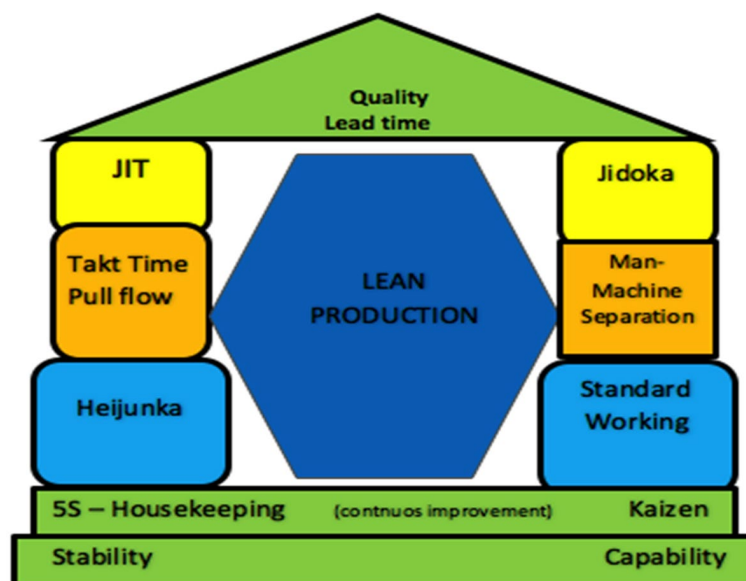 Quality
Lead time
JIT
Jidoka
Takt Time
Pull flow
LEAN
PRODUCTION
Man-
Machine
Separation
Heijunka
Standard
Working
5S – Housekeeping (contnuos improvement) Kaizen
Stability Capability